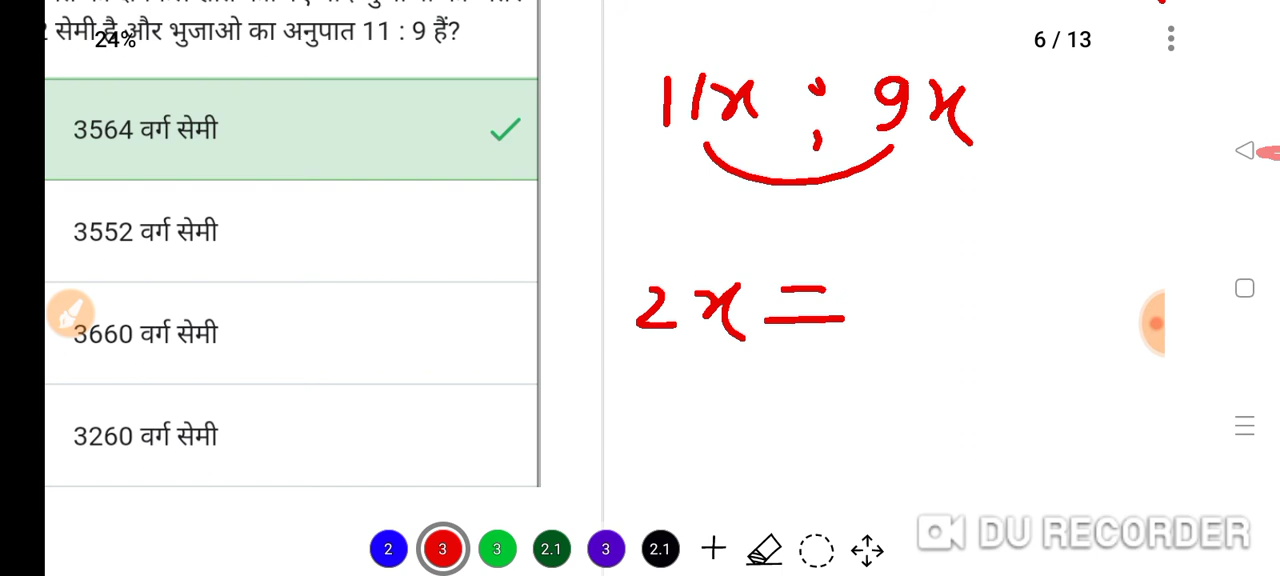 2 सेमी है और भुजाओ का अनुपात 11 : 9 हैं?
24%
6 / 13
3564 वर्ग सेमी
3552 वर्ग सेमी
3660 वर्ग सेमी
3260 वर्ग सेमी
11x : 9x
2x =
2 3 3 2.1 3 2.1
DU RECORDER